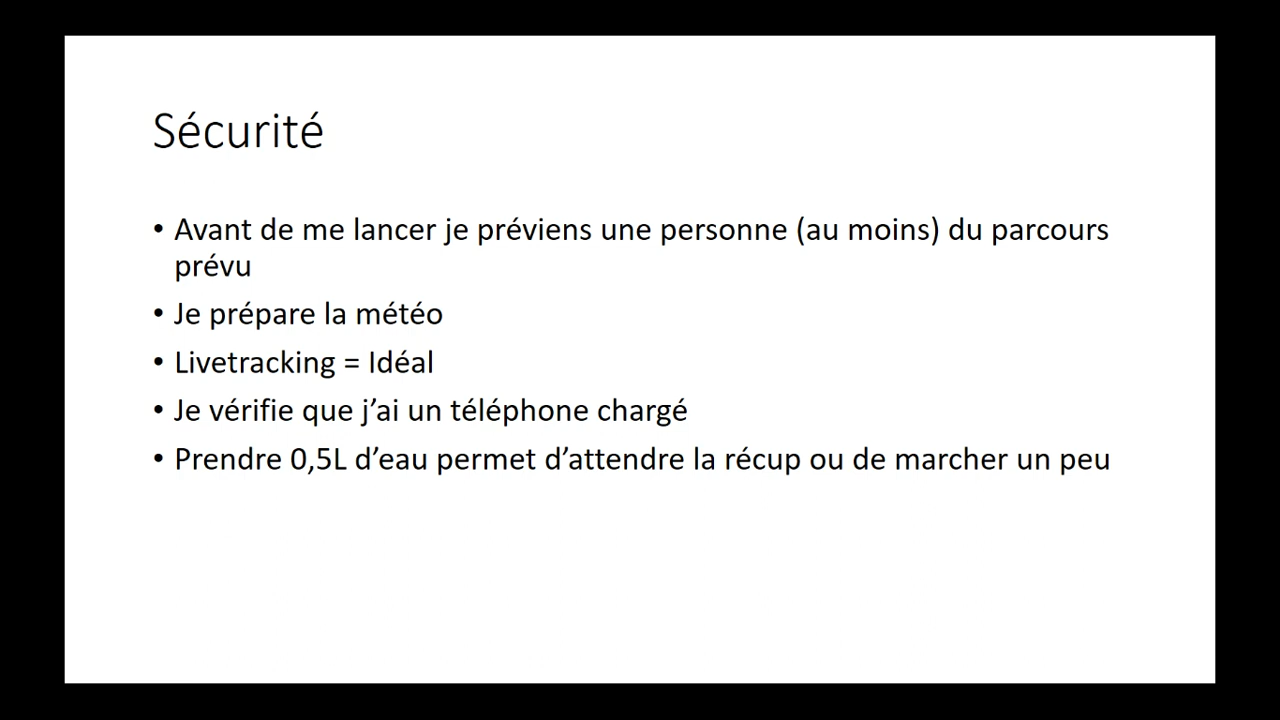 Sécurité
• Avant de me lancer je préviens une personne (au moins) du parcours
prévu
• Je prépare la météo
• Livetracking = Idéal
• Je vérifie que j’ai un téléphone chargé
• Prendre 0,5L d’eau permet d’attendre la récup ou de marcher un peu